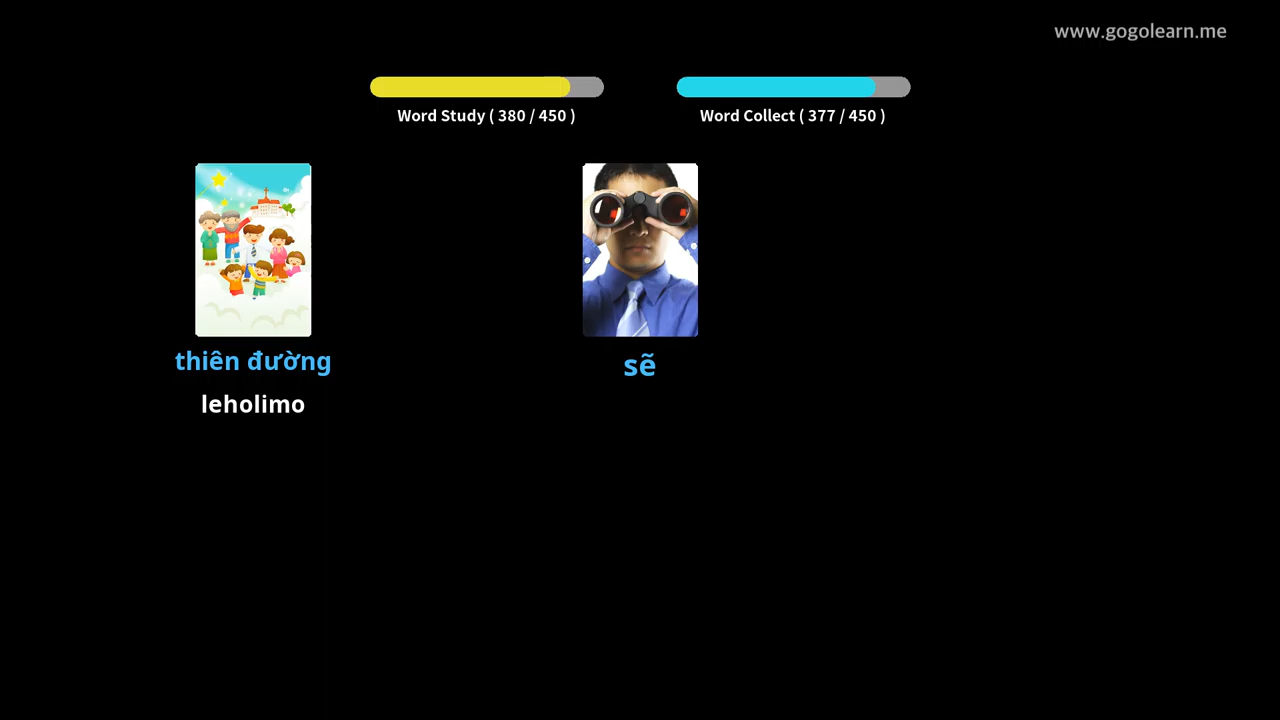 www.gogolearn.me
Word Study ( 380 / 450 )
Word Collect ( 377 / 450 )
thiên đường
leholimo
sẽ